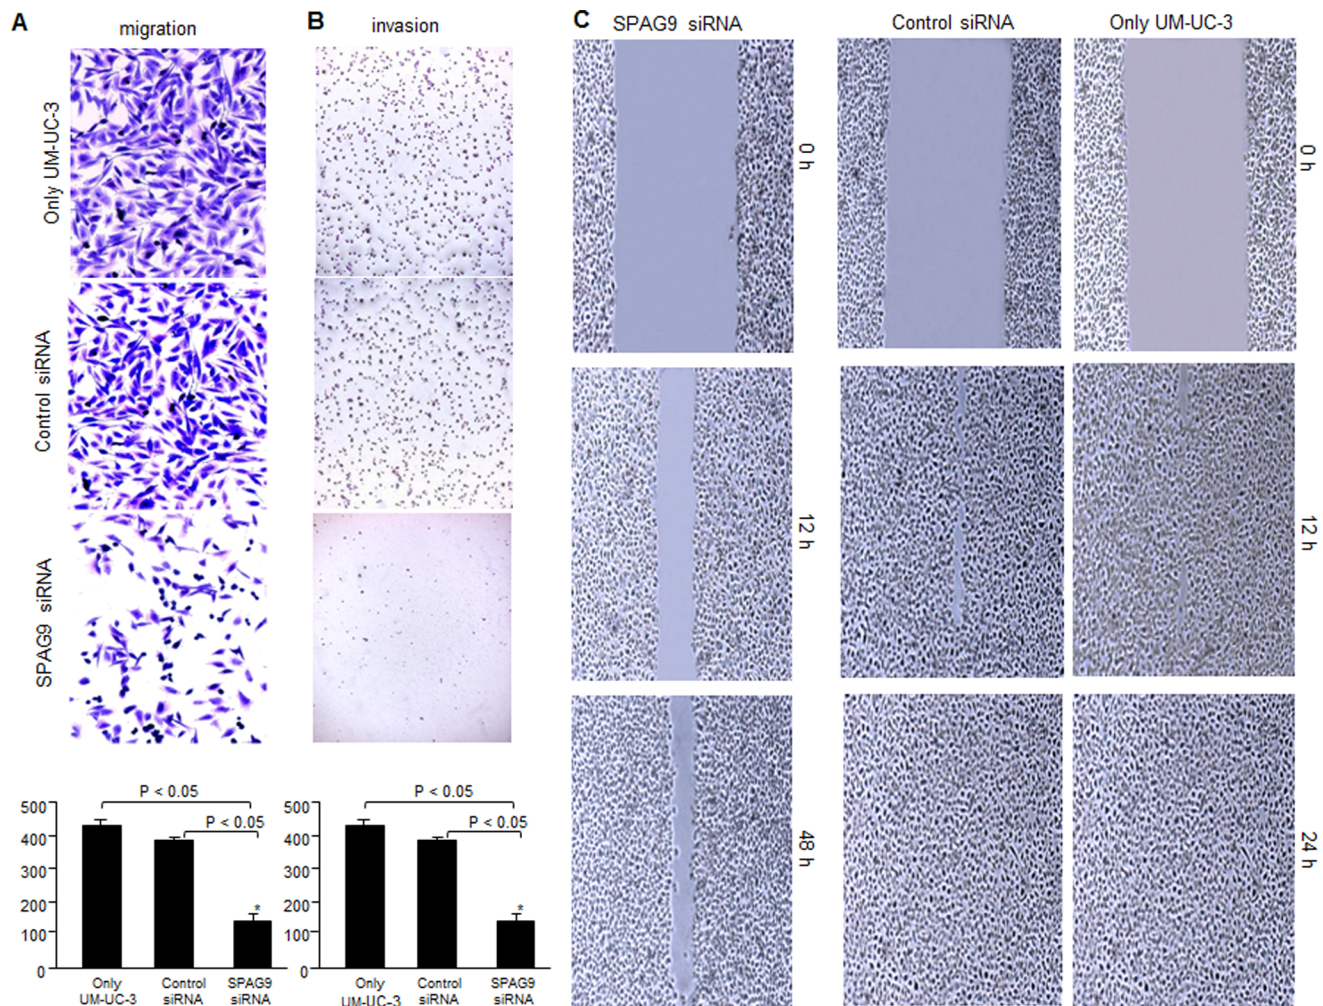 A
migration
B
invasion
C
SPAG9 siRNA
Control siRNA
Only UM-UC-3
Only UM-UC-3
Control siRNA
SPAG9 siRNA
0 h
0 h
12 h
12 h
48 h
24 h
500
400
300
200
100
0
P < 0.05
P < 0.05
*
Only
UM-UC-3
Control
siRNA
SPAG9
siRNA
500
400
300
200
100
0
P < 0.05
P < 0.05
*
Only
UM-UC-3
Control
siRNA
SPAG9
siRNA